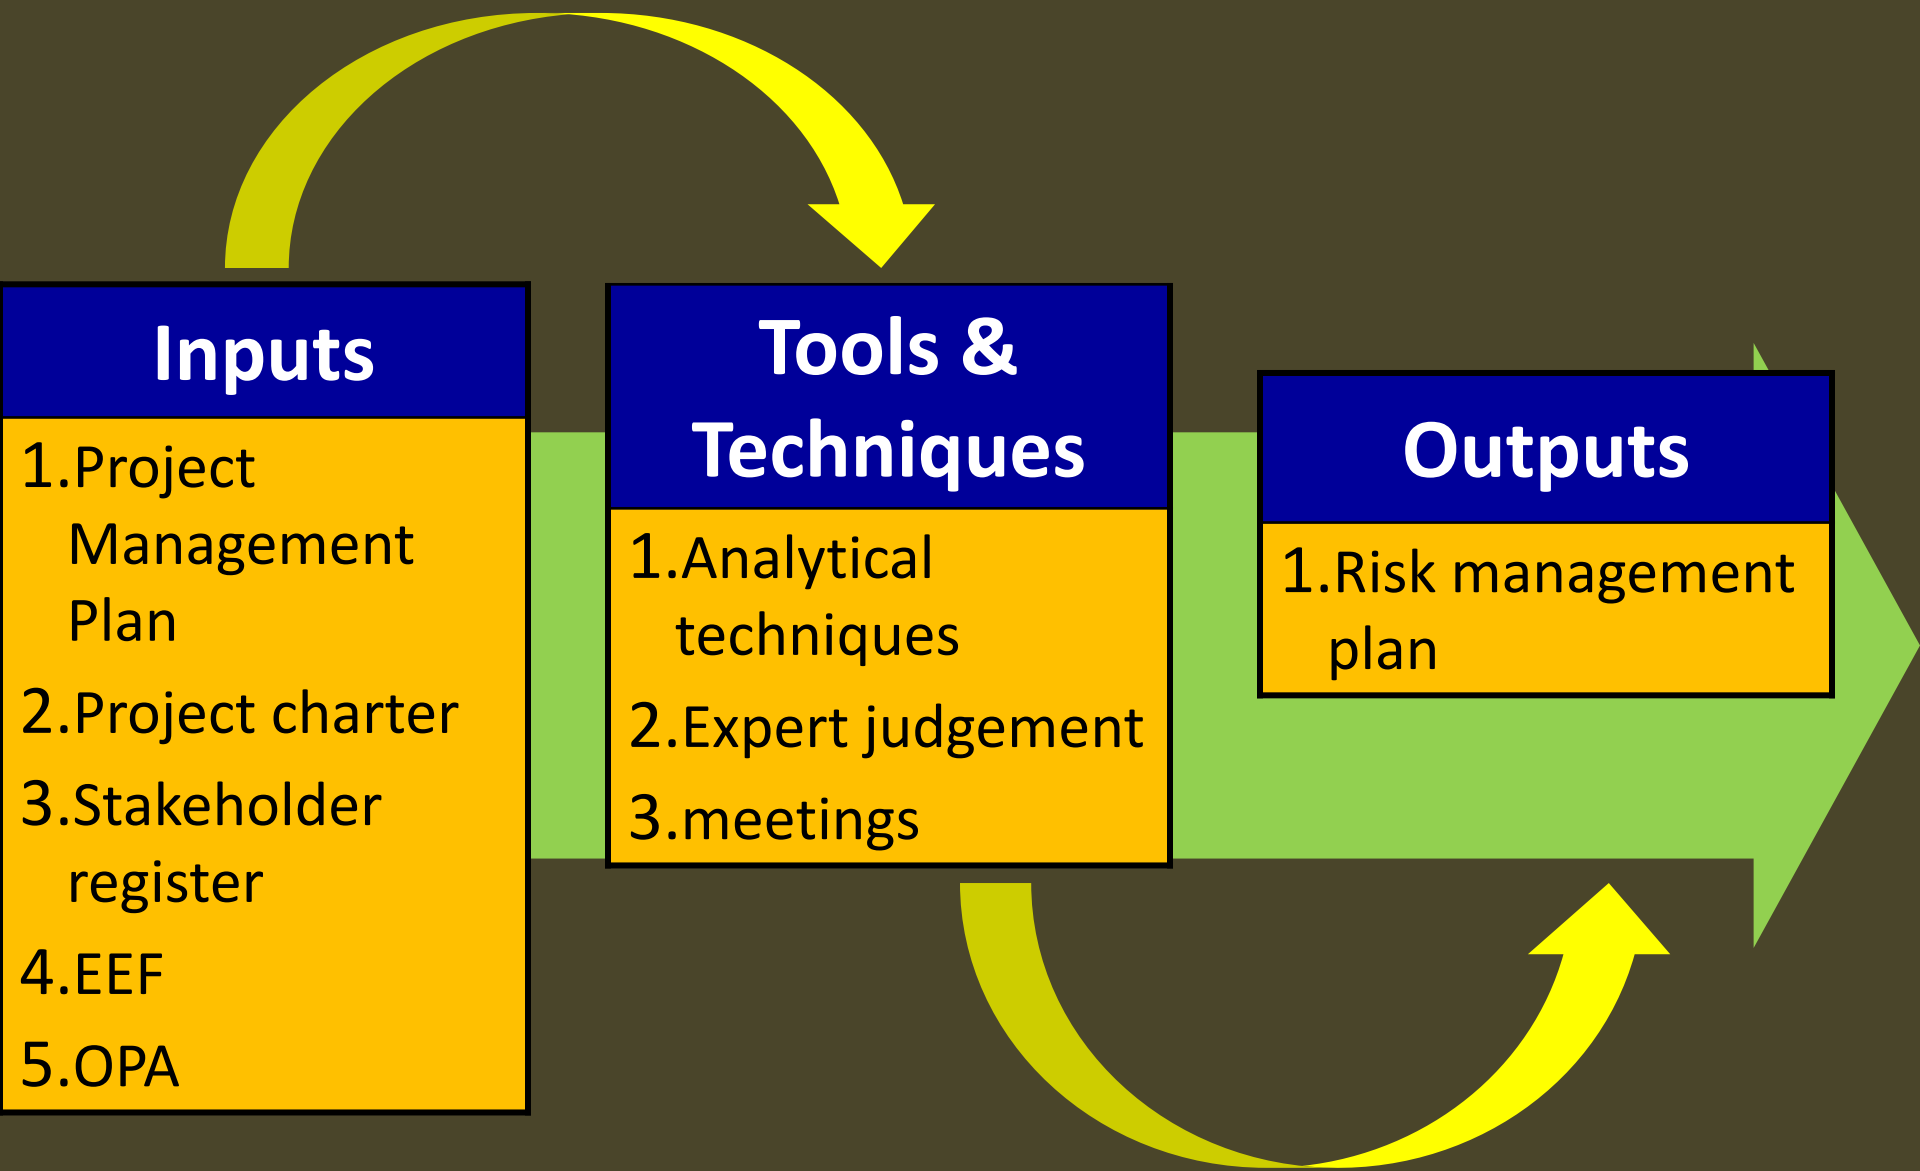 Inputs
1.Project
Management
Plan
2.Project charter
3.Stakeholder
register
4.EEF
5.OPA
Tools &
Techniques
1.Analytical
techniques
2.Expert judgement
3.meetings
Outputs
1.Risk management
plan